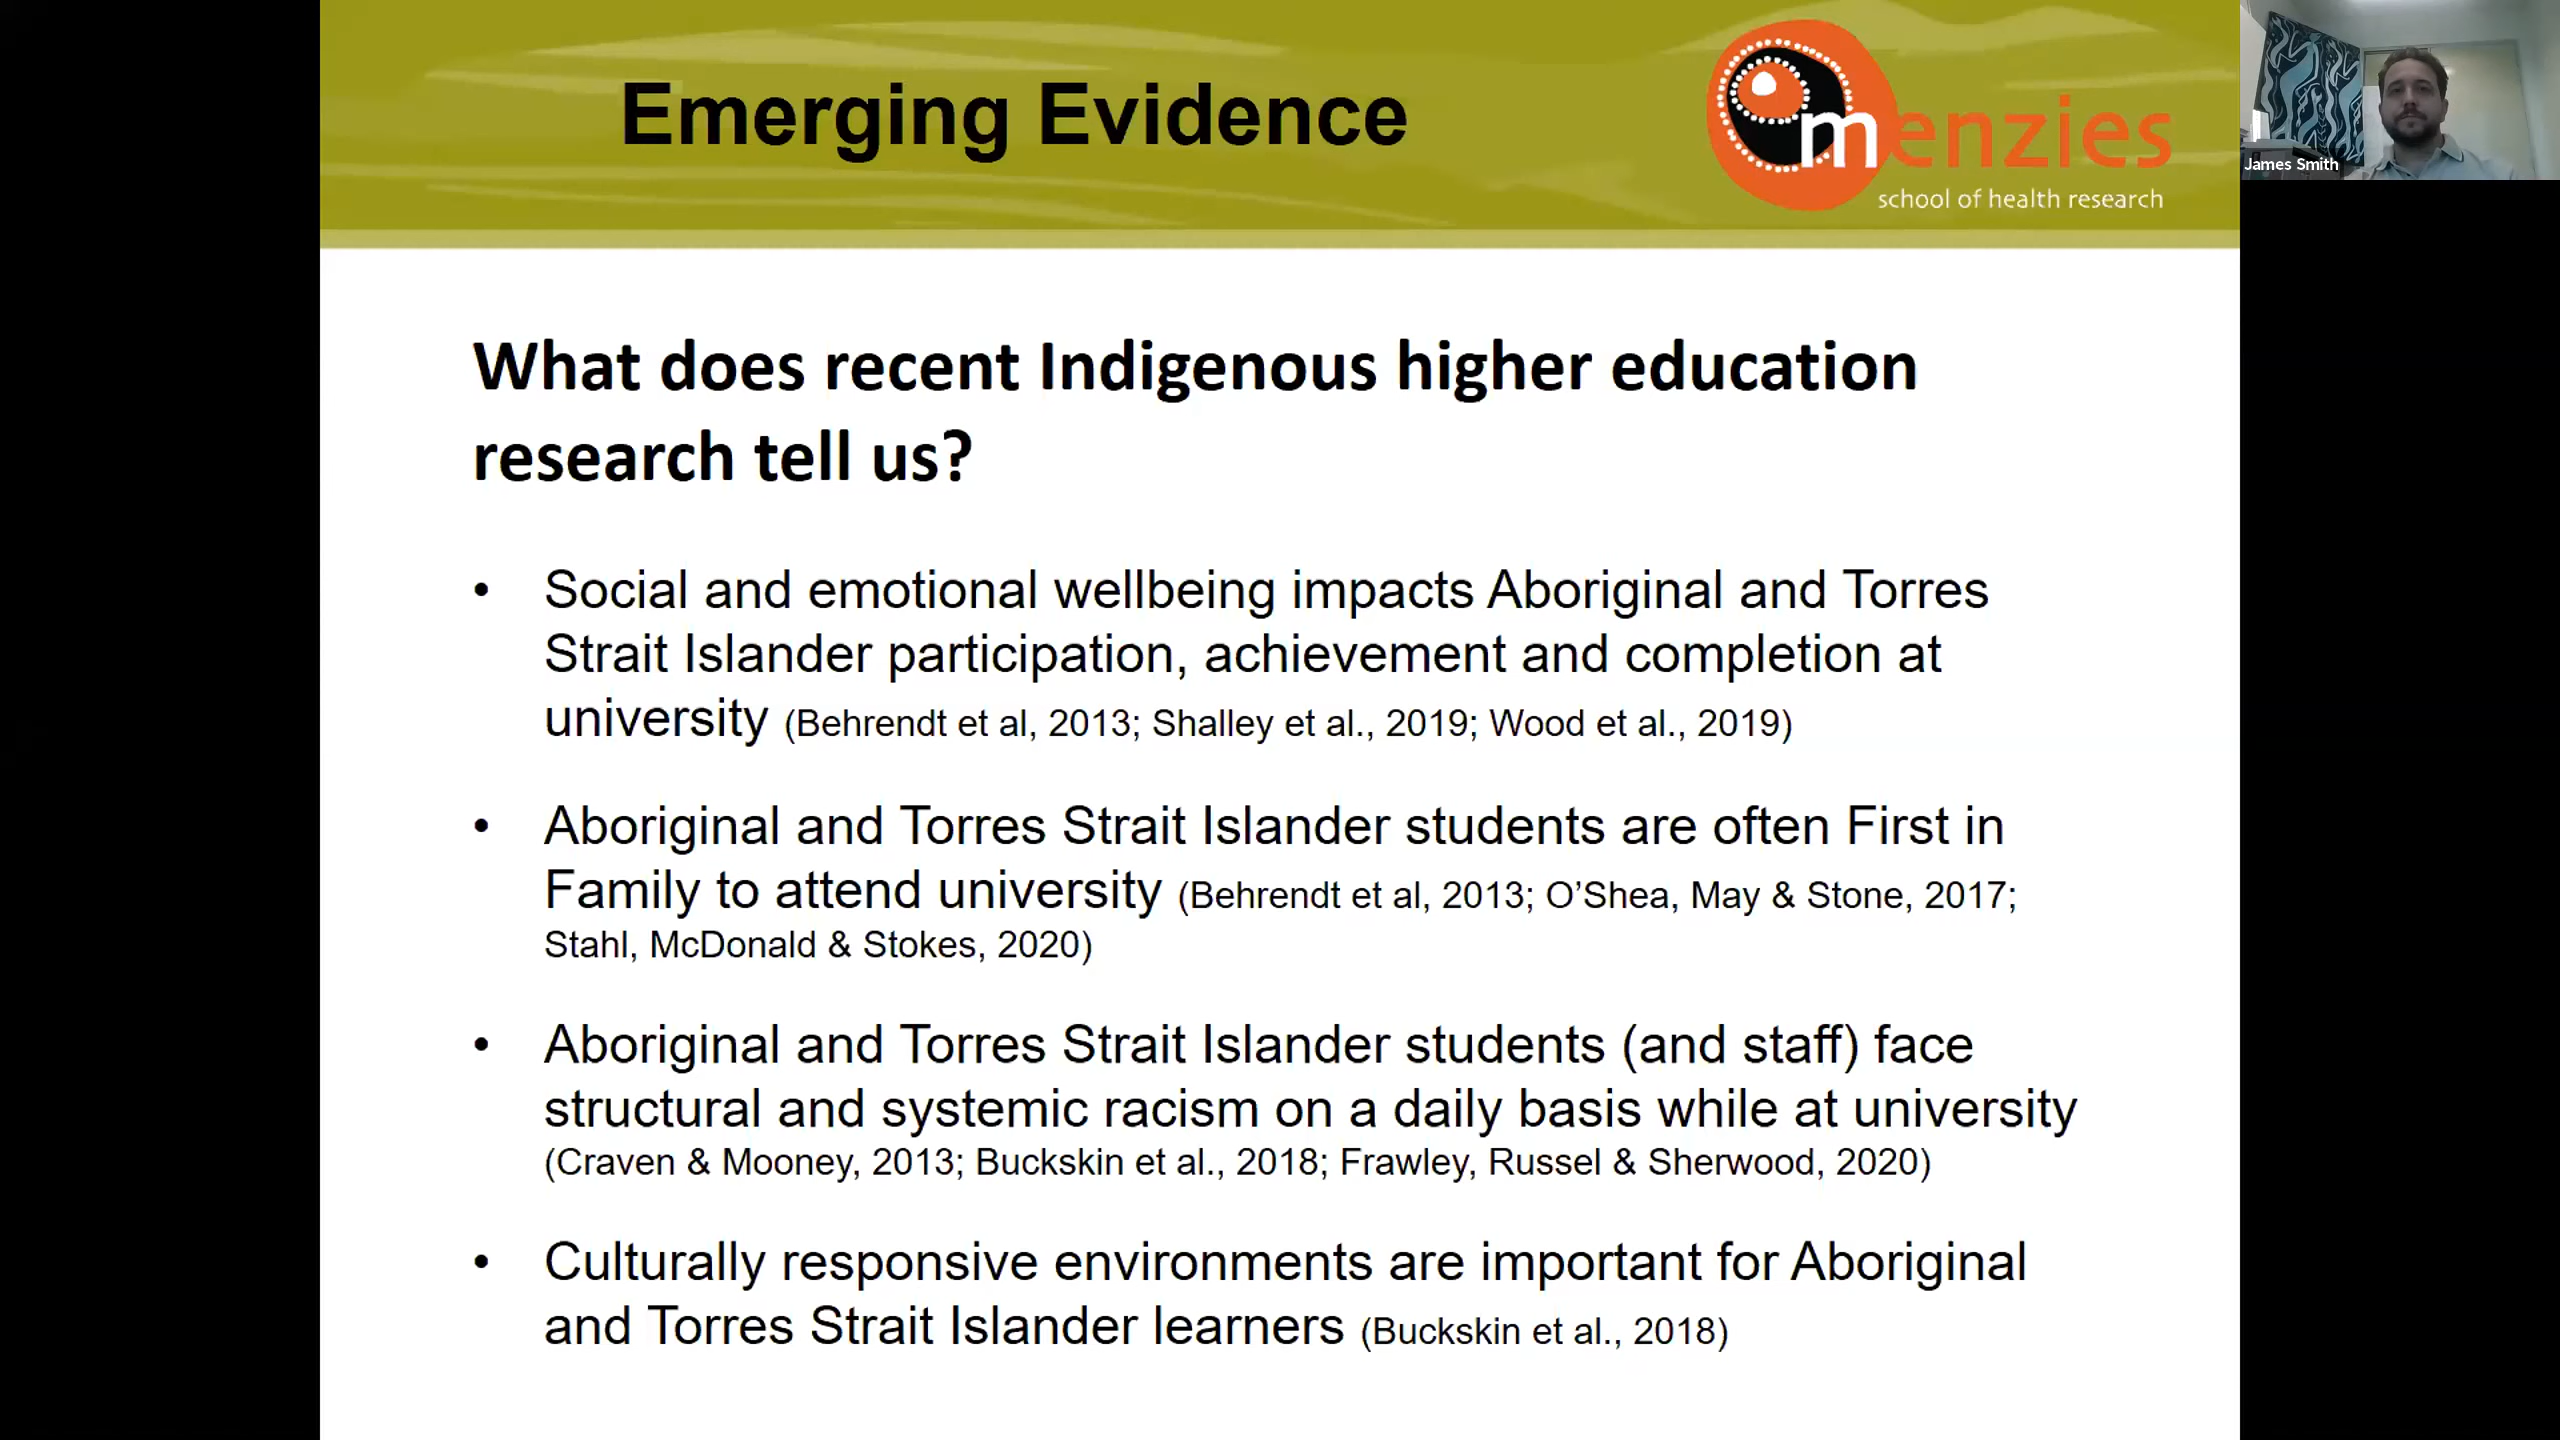 Emerging Evidence
menzies
school of health research
James Smith
What does recent Indigenous higher education
research tell us?
• Social and emotional wellbeing impacts Aboriginal and Torres
Strait Islander participation, achievement and completion at
university (Behrendt et al, 2013; Shalley et al., 2019; Wood et al., 2019)
• Aboriginal and Torres Strait Islander students are often First in
Family to attend university (Behrendt et al, 2013; O’Shea, May & Stone, 2017;
Stahl, McDonald & Stokes, 2020)
• Aboriginal and Torres Strait Islander students (and staff) face
structural and systemic racism on a daily basis while at university
(Craven & Mooney, 2013; Buckskin et al., 2018; Frawley, Russel & Sherwood, 2020)
• Culturally responsive environments are important for Aboriginal
and Torres Strait Islander learners (Buckskin et al., 2018)